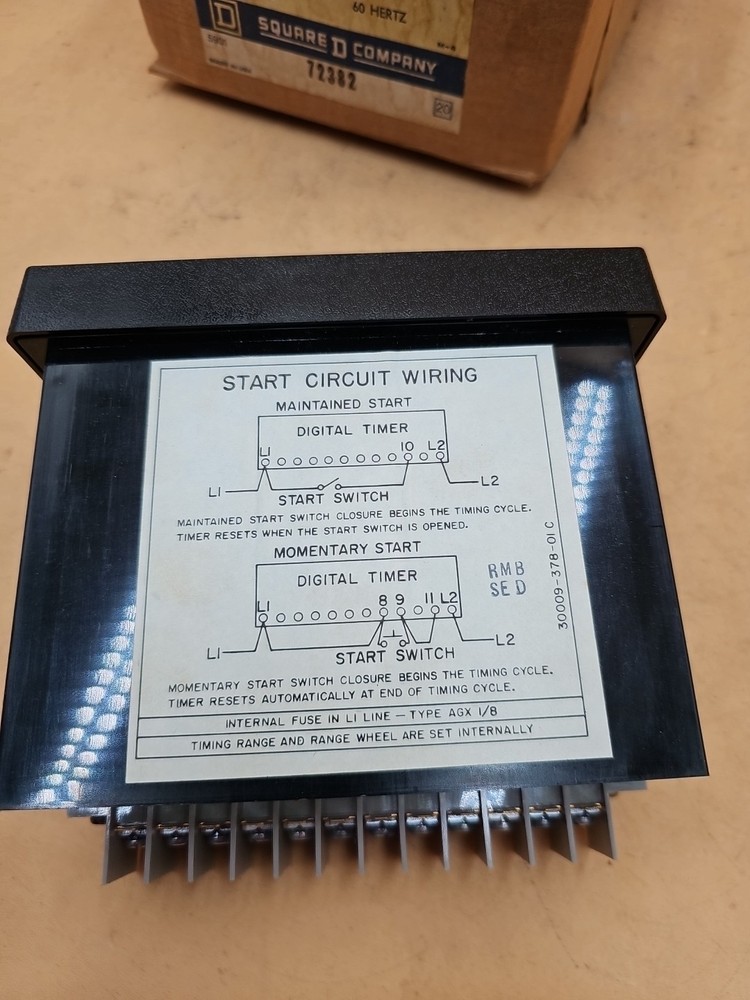 60 HERTZ
D
SQUARE D COMPANY
72382
20
START CIRCUIT WIRING
MAINTAINED START
DIGITAL TIMER
L1 10 L2
L1 L2
START SWITCH
MAINTAINED START SWITCH CLOSURE BEGINS THE TIMING CYCLE.
TIMER RESETS WHEN THE START SWITCH IS OPENED.
MOMENTARY START
DIGITAL TIMER
L1 8 9 11 L2
L1 L2
START SWITCH
MOMENTARY START SWITCH CLOSURE BEGINS THE TIMING CYCLE.
TIMER RESETS AUTOMATICALLY AT END OF TIMING CYCLE.
RMB
SED
30009-378-01 C
INTERNAL FUSE IN L1 LINE – TYPE AGX 1/8
TIMING RANGE AND RANGE WHEEL ARE SET INTERNALLY